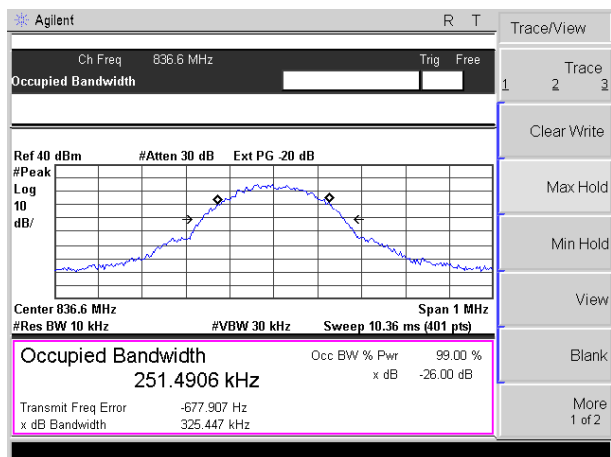 Agilent
R T
Trace/View
Ch Freq 836.6 MHz Trig Free
Occupied Bandwidth
Trace
1 2 3
Clear Write
Max Hold
Min Hold
View
Blank
More
1 of 2
Ref 40 dBm #Atten 30 dB Ext PG -20 dB
#Peak
Log
10
dB/
Center 836.6 MHz Span 1 MHz
#Res BW 10 kHz #VBW 30 kHz Sweep 10.36 ms (401 pts)
Occupied Bandwidth Occ BW % Pwr 99.00 %
251.4906 kHz x dB -26.00 dB
Transmit Freq Error -677.907 Hz
x dB Bandwidth 325.447 kHz